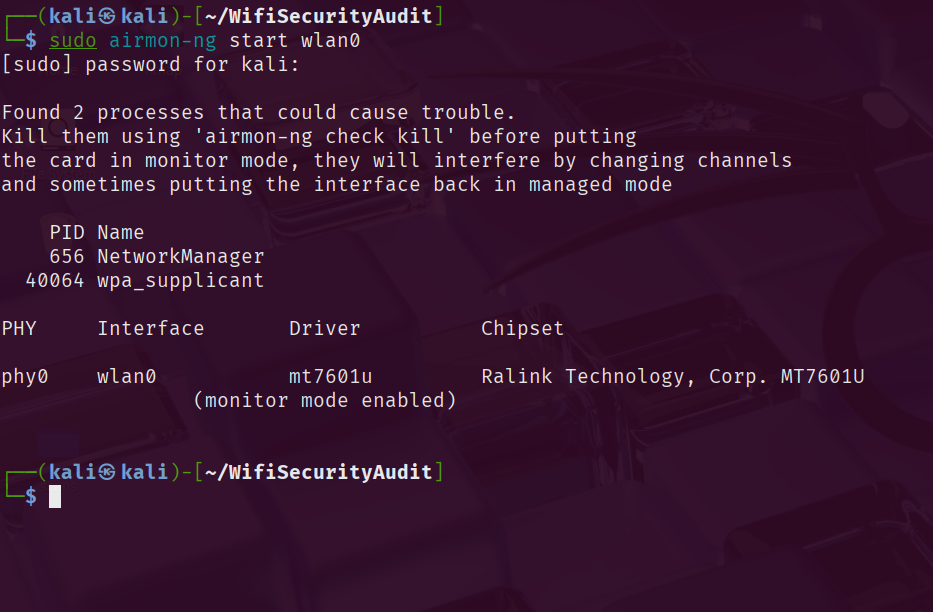 ┌──(kali㉿kali)-[~/WifiSecurityAudit]
└─$ sudo airmon-ng start wlan0
[sudo] password for kali:
Found 2 processes that could cause trouble.
Kill them using 'airmon-ng check kill' before putting
the card in monitor mode, they will interfere by changing channels
and sometimes putting the interface back in managed mode
    PID Name
    656 NetworkManager
  40064 wpa_supplicant
PHY     Interface       Driver          Chipset
phy0    wlan0           mt7601u         Ralink Technology, Corp. MT7601U
                (monitor mode enabled)
┌──(kali㉿kali)-[~/WifiSecurityAudit]
└─$